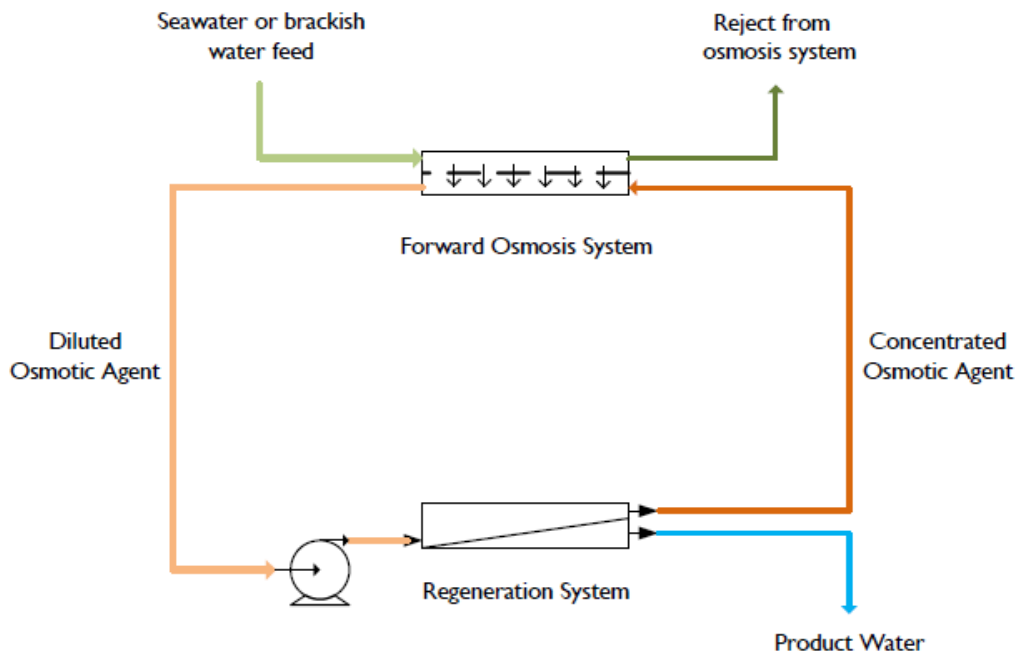 Seawater or brackish
water feed
Reject from
osmosis system
Forward Osmosis System
Diluted
Osmotic Agent
Concentrated
Osmotic Agent
Regeneration System
Product Water